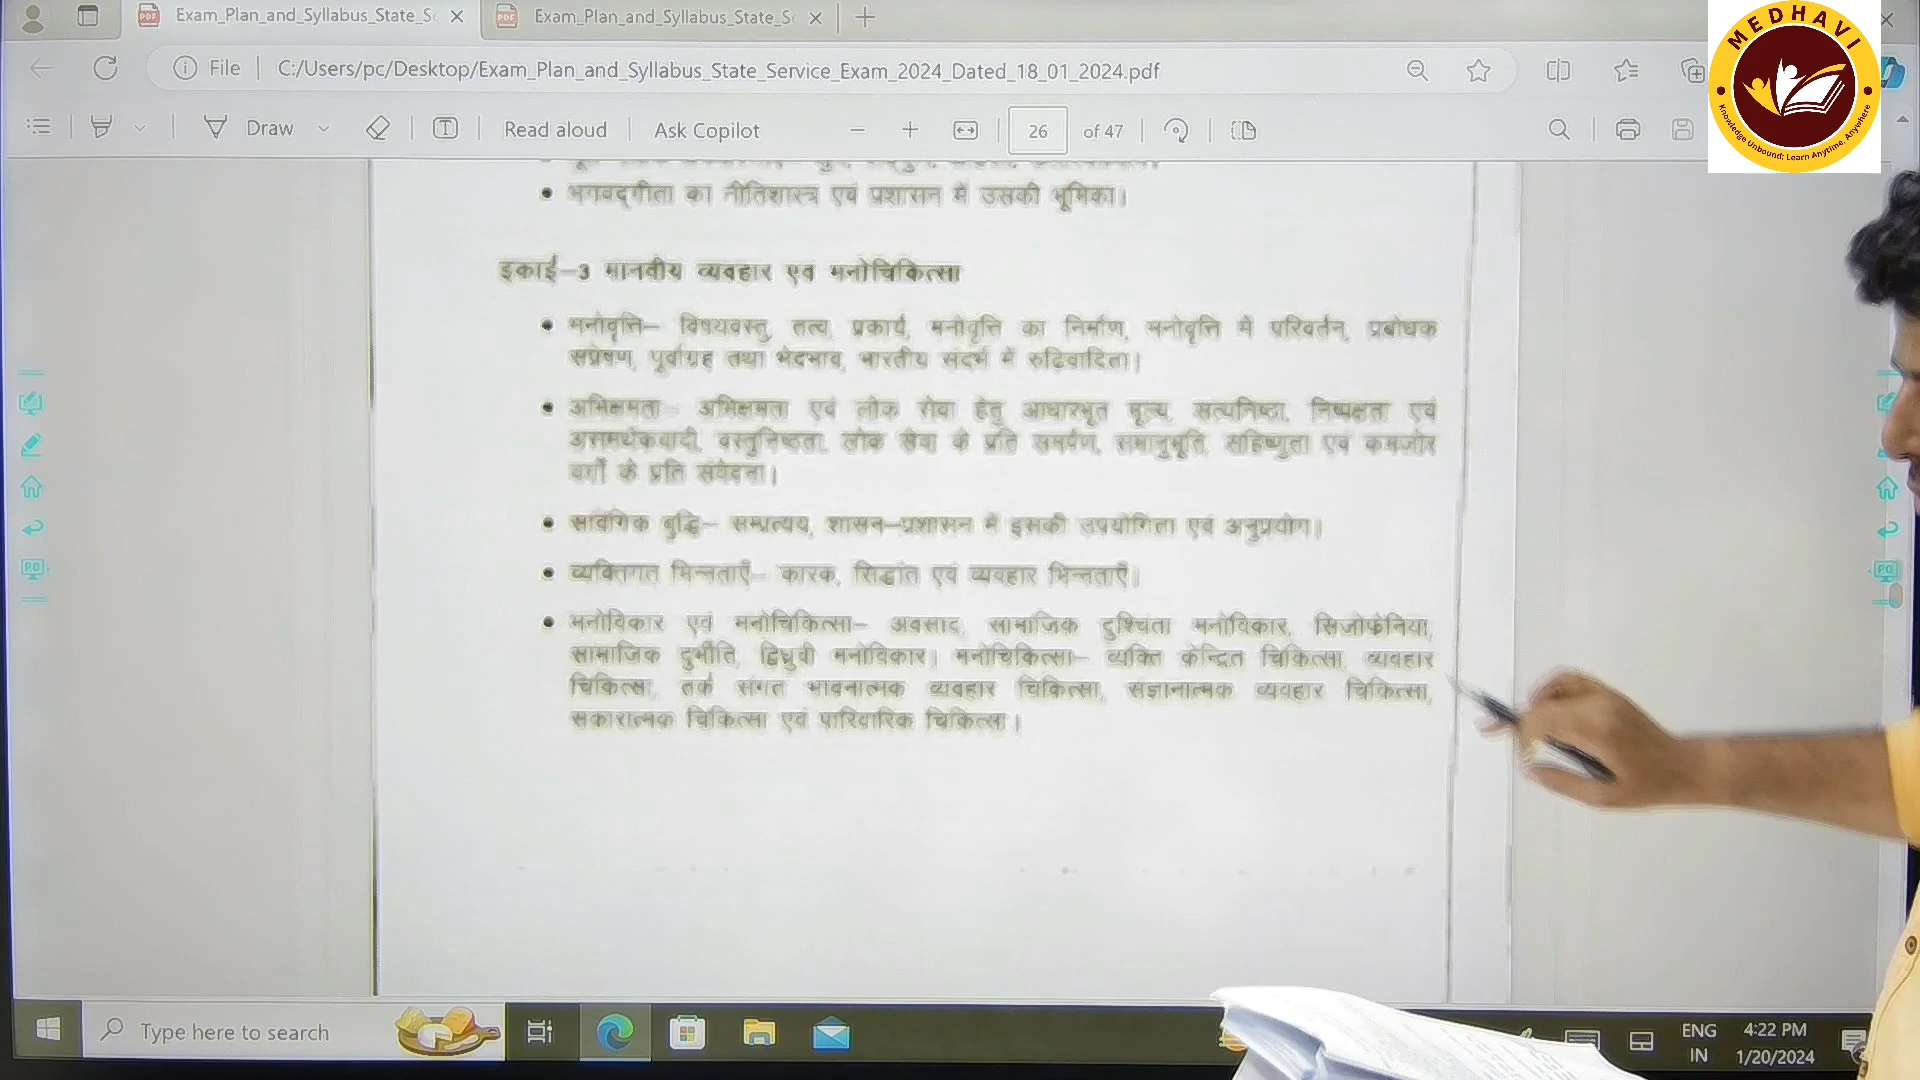 Exam_Plan_and_Syllabus_State_S
Exam_Plan_and_Syllabus_State_S
File
C:/Users/pc/Desktop/Exam_Plan_and_Syllabus_State_Service_Exam_2024_Dated_18_01_2024.pdf
Draw
Read aloud
Ask Copilot
26 of 47
MEDHAVI
Knowledge Unbound: Learn Anytime, Anywhere
• भगवद्गीता का नीतिशास्त्र एवं प्रशासन में उसकी भूमिका।
इकाई–3 मानवीय व्यवहार एवं मनोचिकित्सा
• मनोवृत्ति– विषयवस्तु, तत्व, प्रकार्य, मनोवृत्ति का निर्माण, मनोवृत्ति में परिवर्तन, प्रबोधक
संप्रेषण, पूर्वाग्रह तथा भेदभाव, भारतीय संदर्भ में रुढ़िवादिता।
• अभिक्षमता– अभिक्षमता एवं लोक सेवा हेतु आधारभूत मूल्य, सत्यनिष्ठा, निष्पक्षता एवं
असमर्थकवादी, वस्तुनिष्ठता, लोक सेवा के प्रति समर्पण, समानुभूति, सहिष्णुता एवं कमजोर
वर्गों के प्रति संवेदना।
• सांवेगिक बुद्धि– सम्प्रत्यय, शासन–प्रशासन में इसकी उपयोगिता एवं अनुप्रयोग।
• व्यक्तिगत भिन्नताएँ– कारक, सिद्धांत एवं व्यवहार भिन्नताएँ।
• मनोविकार एवं मनोचिकित्सा– अवसाद, सामाजिक दुश्चिंता मनोविकार, सिजोफेनिया,
सामाजिक दुर्भीति, द्विध्रुवी मनोविकार। मनोचिकित्सा– व्यक्ति केन्द्रित चिकित्सा, व्यवहार
चिकित्सा, तर्क संगत भावनात्मक व्यवहार चिकित्सा, संज्ञानात्मक व्यवहार चिकित्सा,
सकारात्मक चिकित्सा एवं पारिवारिक चिकित्सा।
Type here to search
ENG
IN
4:22 PM
1/20/2024